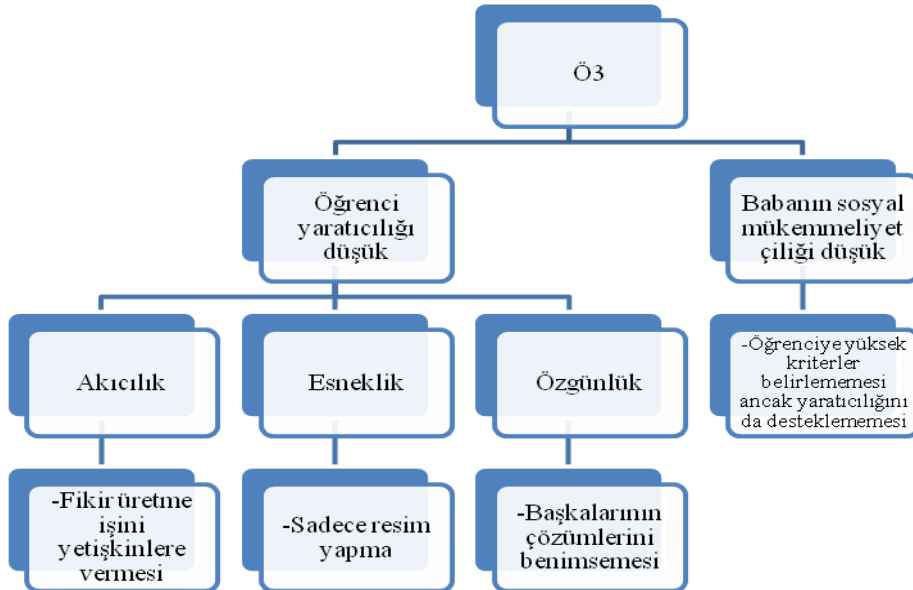 Ö3
Öğrenci
yaratıcılığı
düşük
Babanın sosyal
mükemmeliyet
çiliği düşük
Akıcılık
Esneklik
Özgünlük
-Öğrenciye yüksek
kriterler
belirlememesi
ancak yaratıcılığını
da desteklememesi
-Fikir üretme
işini
yetişkinlere
vermesi
-Sadece resim
yapma
-Başkalarının
çözümlerini
benimsemesi